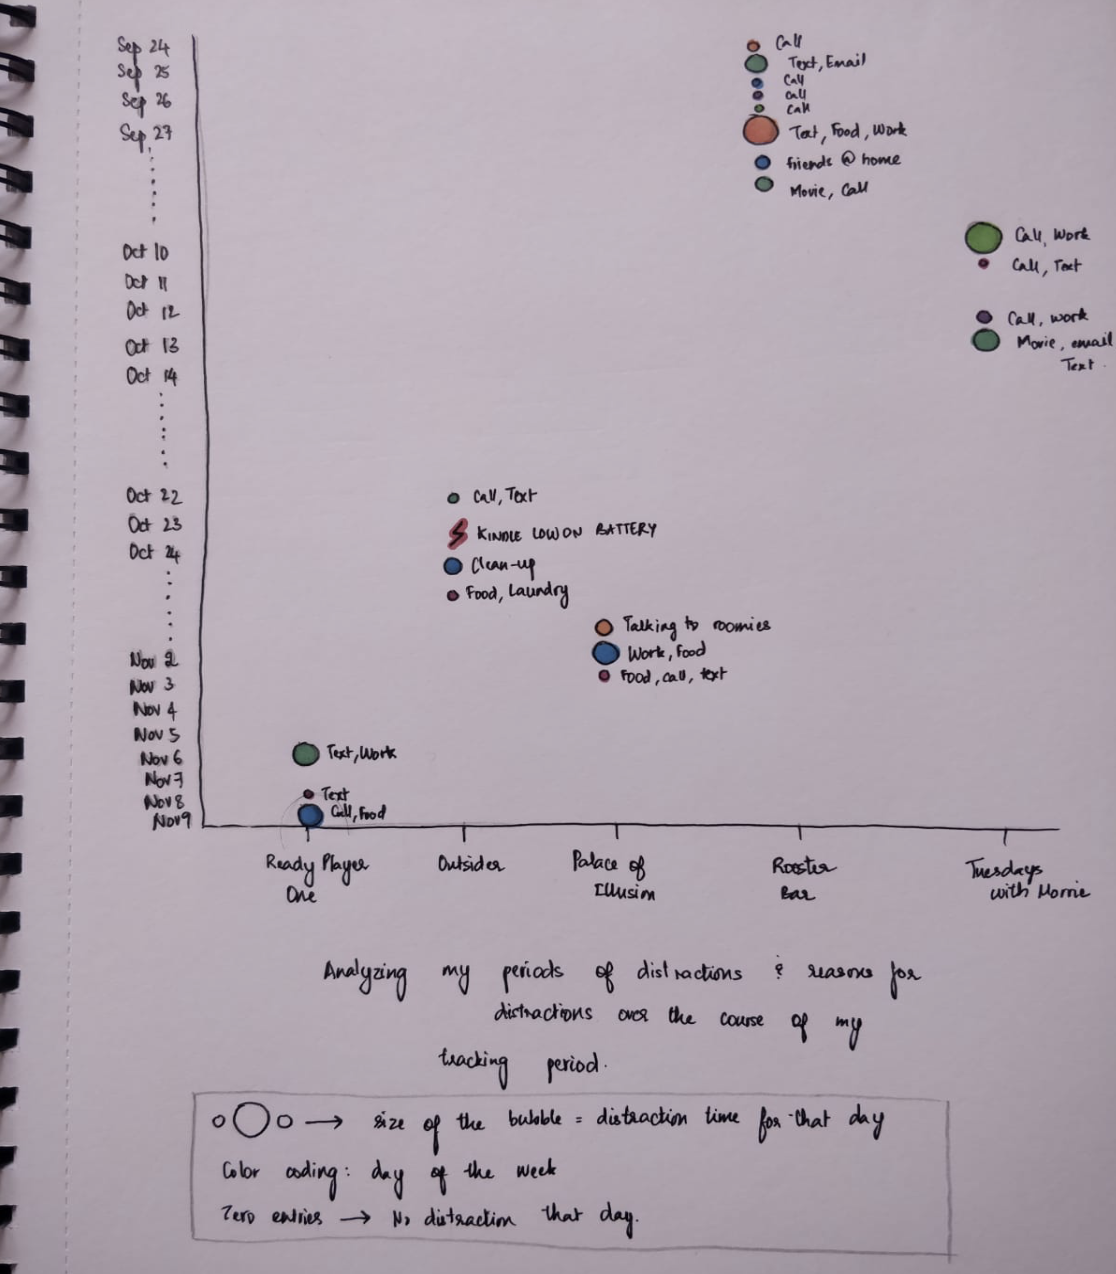 Sep 24
Sep 25
Sep 26
Sep 27
Oct 10
Oct 11
Oct 12
Oct 13
Oct 14
Oct 22
Oct 23
Oct 24
Nov 2
Nov 3
Nov 4
Nov 5
Nov 6
Nov 7
Nov 8
Nov 9
Call
Text, Email
Call
Call
Call
Text, Food, Work
friends @ home
Movie, Call
Call, Work
Call, Text
Call, work
Movie, email
Text
Call, Text
KINDLE LOW ON BATTERY
Clean-up
Food, Laundry
Talking to roomies
Work, Food
Food, call, text
Text, Work
Text
Call, Food
Ready Player
One
Outsider
Palace of
Illusion
Rooster
Bar
Tuesdays
with Morrie
Analyzing my periods of distractions & reasons for
distractions over the course of my
tracking period.
size of the bubble = distraction time for that day
Color coding: day of the week
Zero entries → No distraction that day.